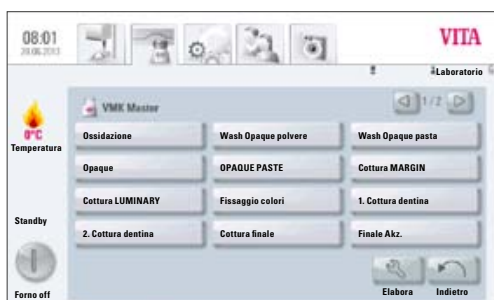 08:01
20.06.2013
VITA
Laboratorio
VMK Master
1/2
0°C
Temperatura
Ossidazione Wash Opaque polvere Wash Opaque pasta
Opaque OPAQUE PASTE Cottura MARGIN
Cottura LUMINARY Fissaggio colori 1. Cottura dentina
Standby
2. Cottura dentina Cottura finale Finale Akz.
Forno off
Elabora Indietro